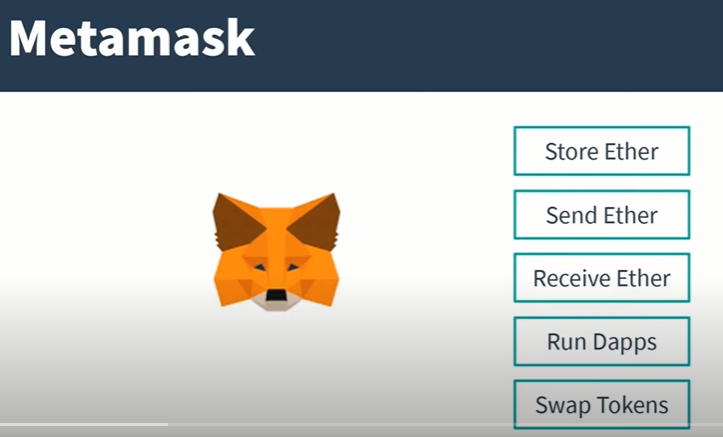 Metamask
Store Ether
Send Ether
Receive Ether
Run Dapps
Swap Tokens